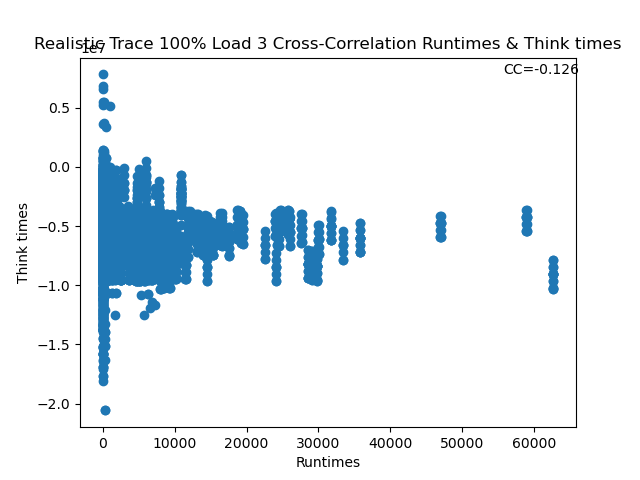 Realistic Trace 100% Load 3 Cross-Correlation Runtimes & Think times
1e7
CC=-0.126
0.5
0.0
−0.5
−1.0
−1.5
−2.0
Think times
0 10000 20000 30000 40000 50000 60000
Runtimes